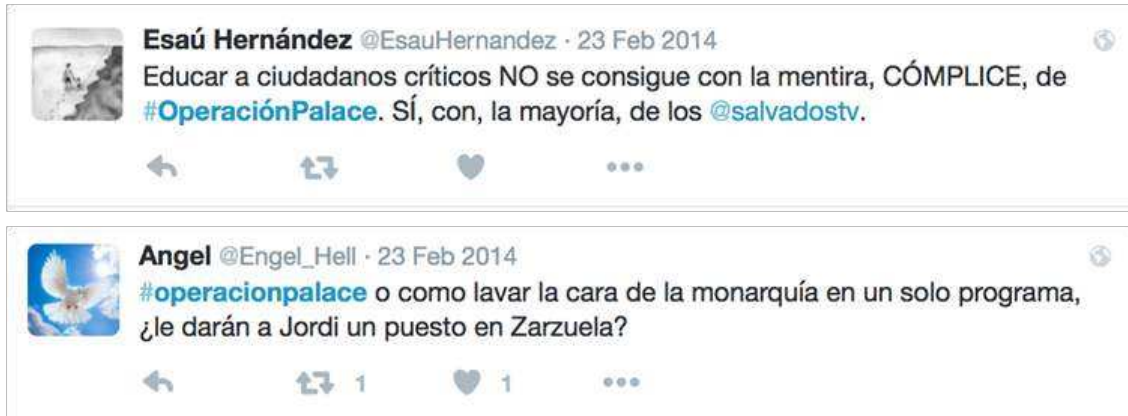 Esaú Hernández @EsauHernandez · 23 Feb 2014
Educar a ciudadanos críticos NO se consigue con la mentira, CÓMPLICE, de
#OperaciónPalace. SÍ, con, la mayoría, de los @salvadostv.
Angel @Engel_Hell · 23 Feb 2014
#operacionpalace o como lavar la cara de la monarquía en un solo programa,
¿le darán a Jordi un puesto en Zarzuela?
1 1